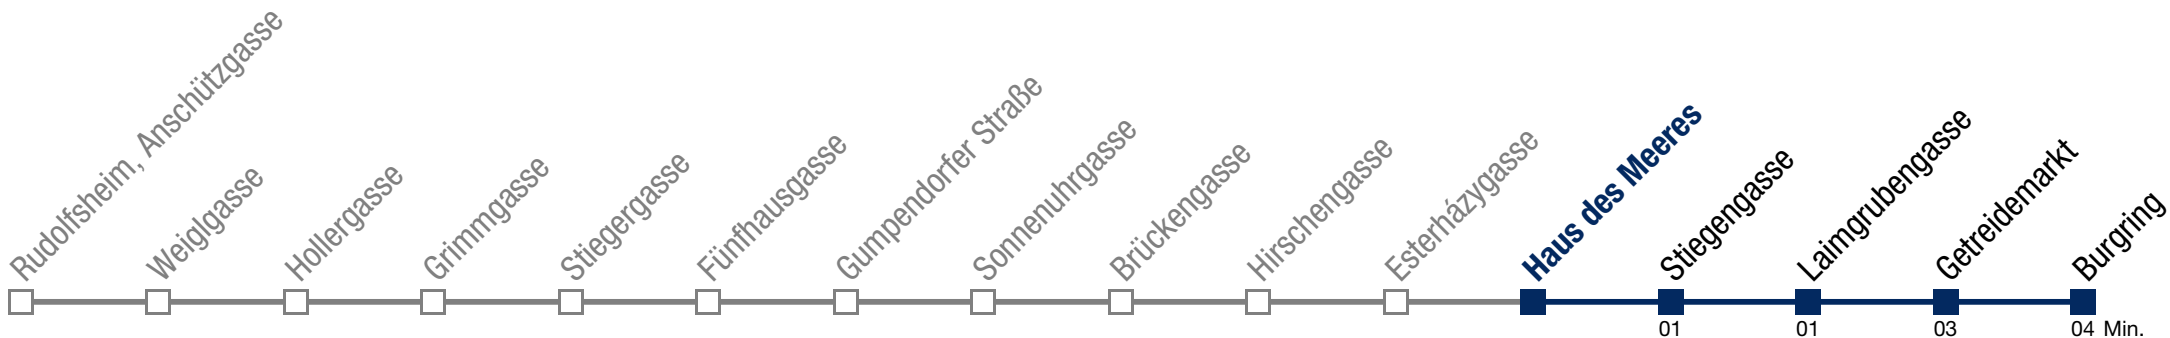 Rudolfsheim, Anschützgasse
Weiglgasse
Hollergasse
Grimmgasse
Stiegergasse
Fünfhausgasse
Gumpendorfer Straße
Sonnenuhrgasse
Brückengasse
Hirschengasse
Esterházygasse
Haus des Meeres
Stiegengasse
Laimgrubengasse
Getreidemarkt
Burgring
01 01 03 04 Min.